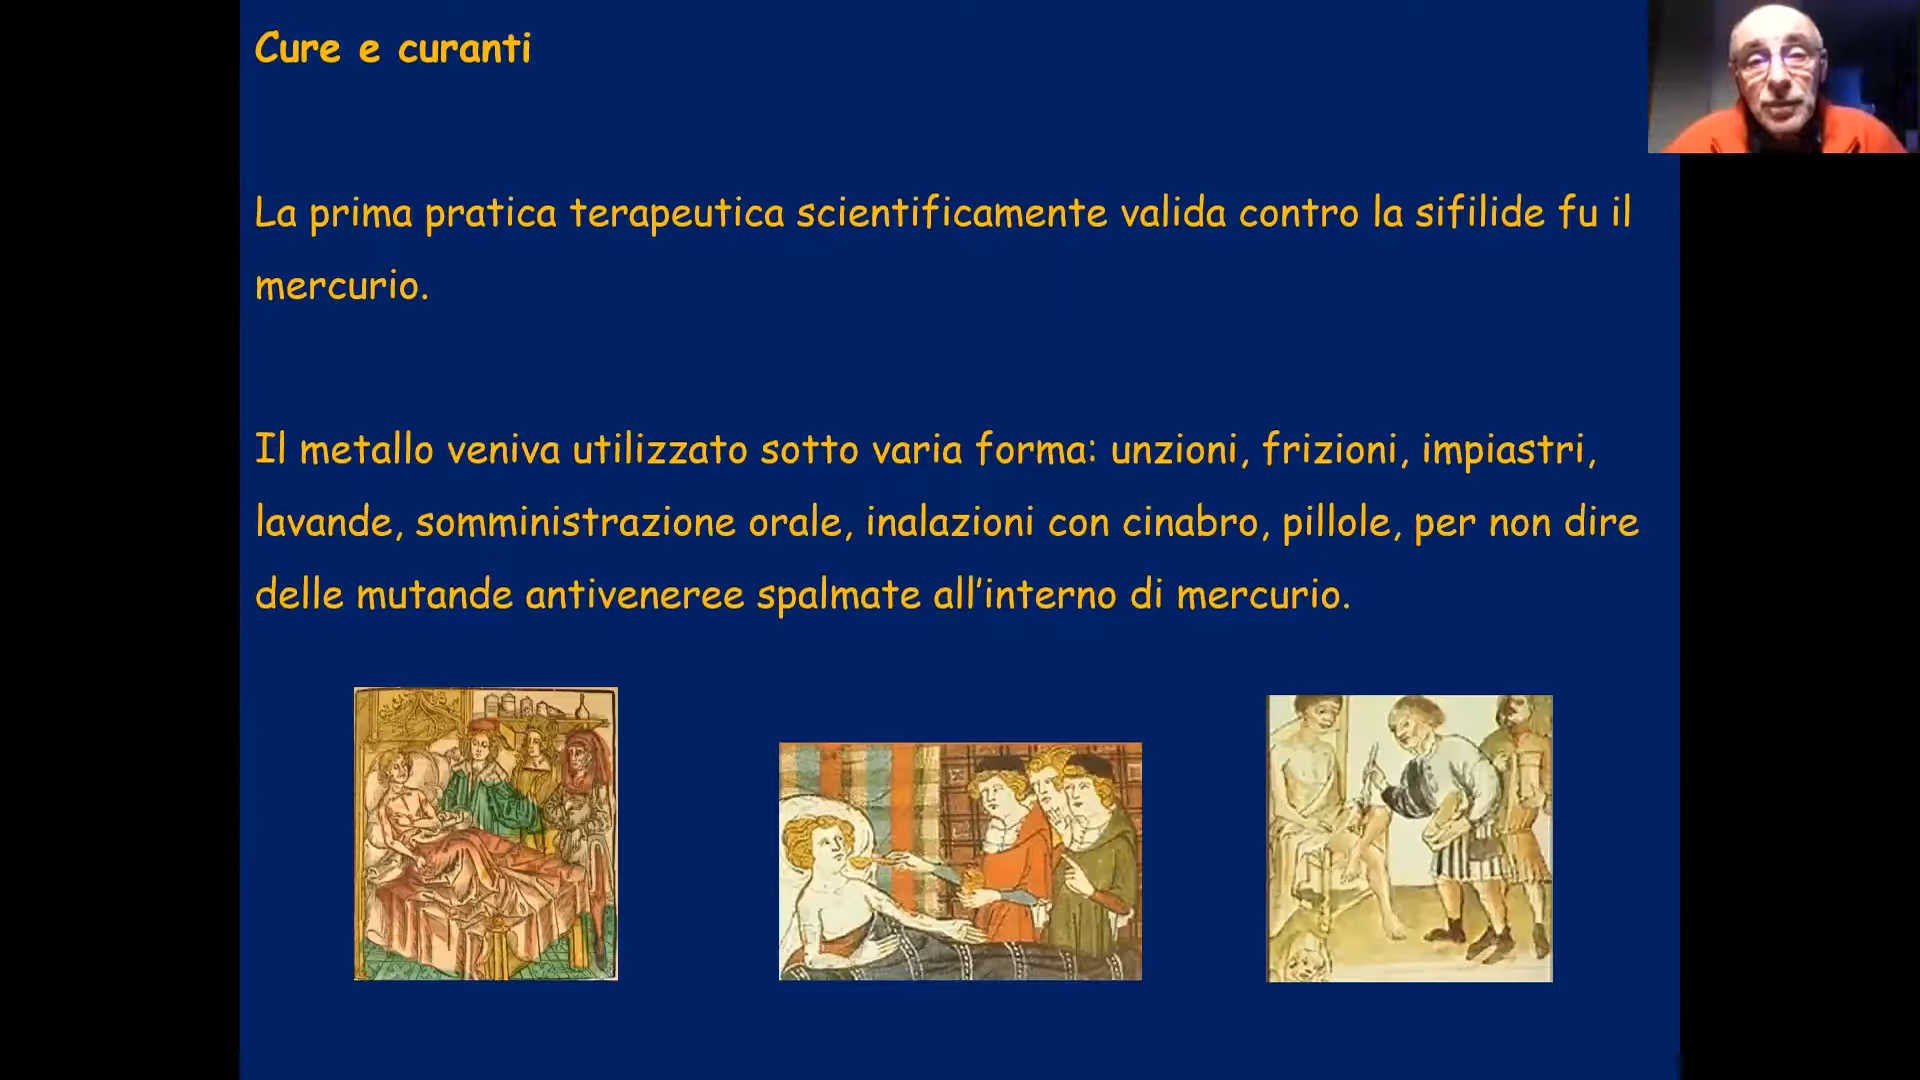 Cure e curanti
La prima pratica terapeutica scientificamente valida contro la sifilide fu il
mercurio.
Il metallo veniva utilizzato sotto varia forma: unzioni, frizioni, impiastri,
lavande, somministrazione orale, inalazioni con cinabro, pillole, per non dire
delle mutande antiveneree spalmate all’interno di mercurio.